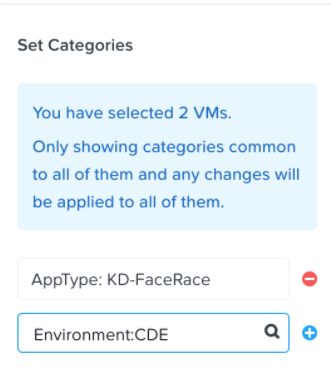 Set Categories
You have selected 2 VMs.
Only showing categories common
to all of them and any changes will
be applied to all of them.
AppType: KD-FaceRace
Environment:CDE